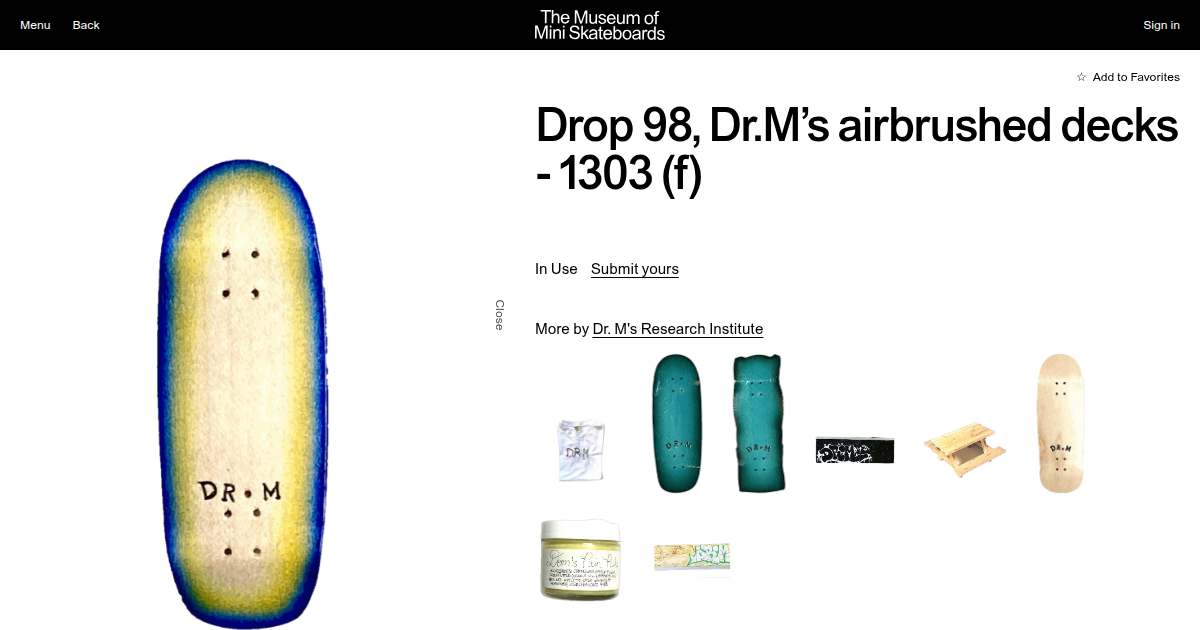 Menu
Back
The Museum of
Mini Skateboards
Sign in
☆ Add to Favorites
Drop 98, Dr.M’s airbrushed decks
- 1303 (f)
In Use
Submit yours
Close
More by Dr. M's Research Institute
DR•M
DR•M
DR•M
DR•M
DR•M